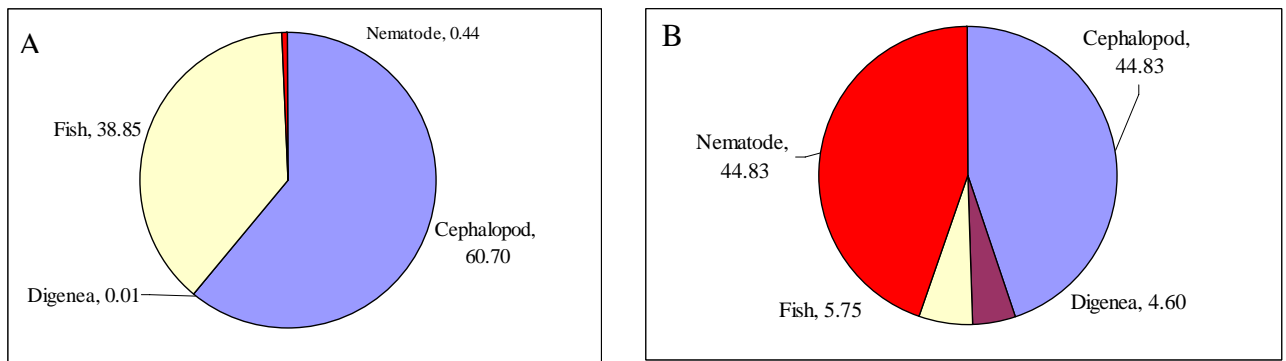 A
Nematode, 0.44
Fish, 38.85
Cephalopod,
60.70
Digenea, 0.01
B
Cephalopod,
44.83
Nematode,
44.83
Fish, 5.75
Digenea, 4.60